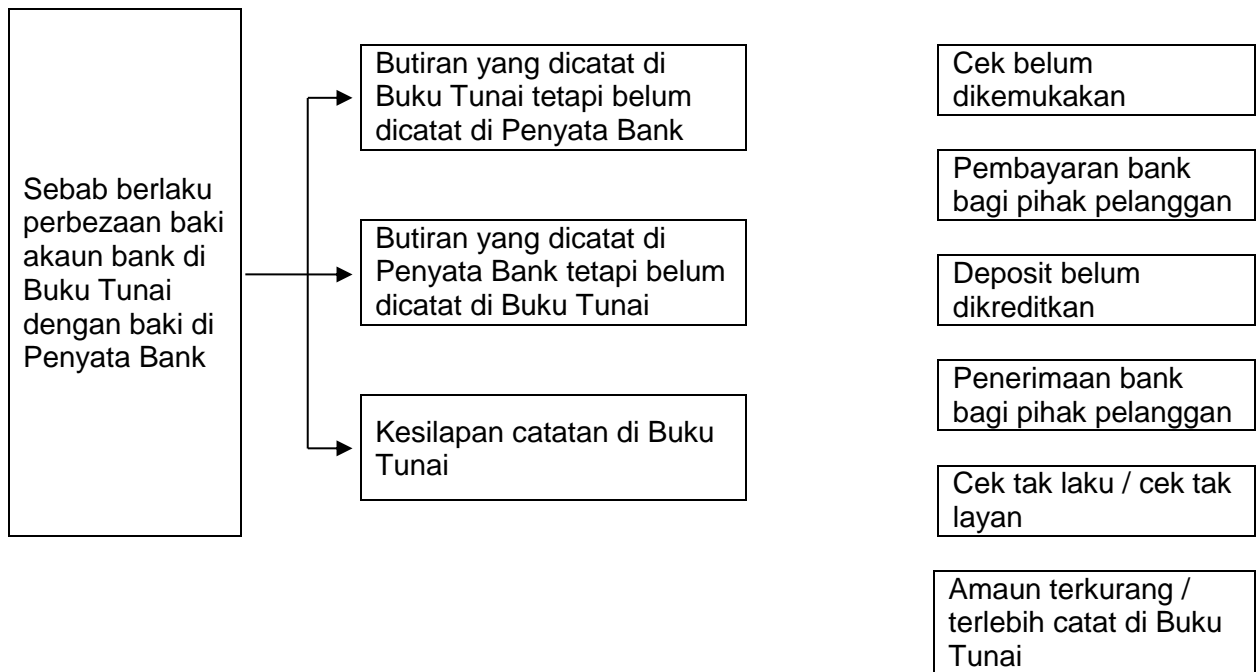 Sebab berlaku
perbezaan baki
akaun bank di
Buku Tunai
dengan baki di
Penyata Bank
Butiran yang dicatat di
Buku Tunai tetapi belum
dicatat di Penyata Bank
Butiran yang dicatat di
Penyata Bank tetapi belum
dicatat di Buku Tunai
Kesilapan catatan di Buku
Tunai
Cek belum
dikemukakan
Pembayaran bank
bagi pihak pelanggan
Deposit belum
dikreditkan
Penerimaan bank
bagi pihak pelanggan
Cek tak laku / cek tak
layan
Amaun terkurang /
terlebih catat di Buku
Tunai